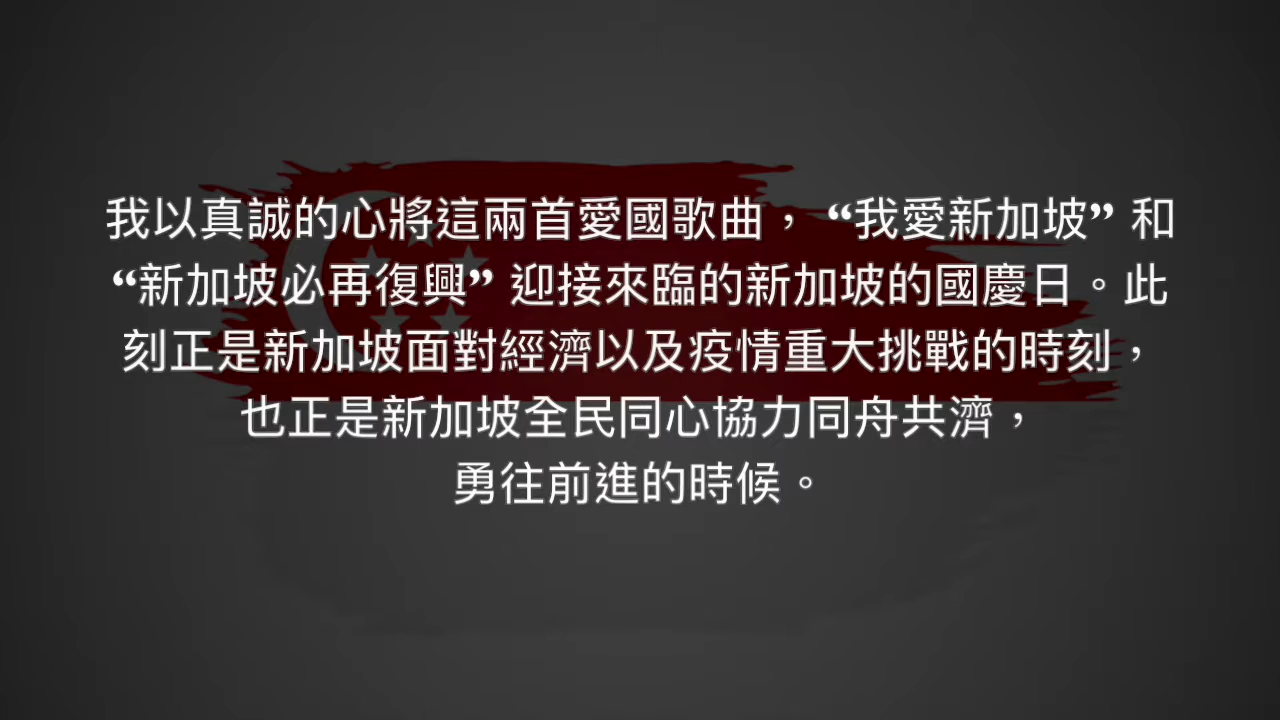 我以真誠的心將這兩首愛國歌曲，“我愛新加坡”和
“新加坡必再復興”迎接來臨的新加坡的國慶日。此
刻正是新加坡面對經濟以及疫情重大挑戰的時刻，
也正是新加坡全民同心協力同舟共濟，
勇往前進的時候。